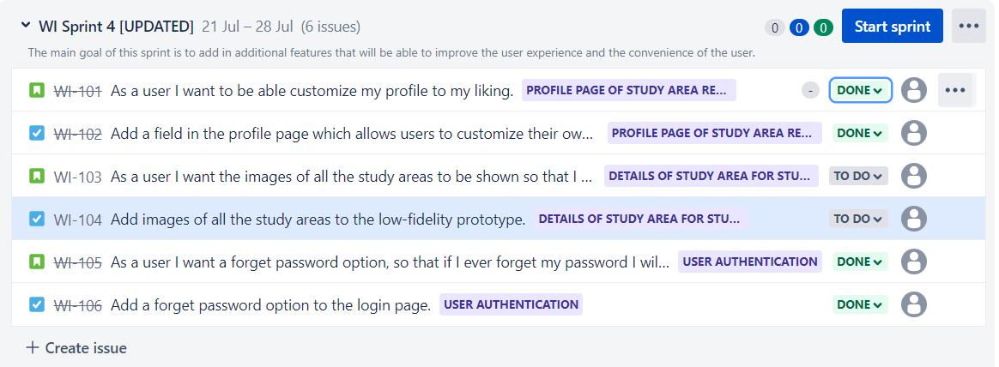 WI Sprint 4 [UPDATED] 21 Jul – 28 Jul (6 issues) 0 0 0 Start sprint
The main goal of this sprint is to add in additional features that will be able to improve the user experience and the convenience of the user.
WI-101 As a user I want to be able customize my profile to my liking. PROFILE PAGE OF STUDY AREA RE... - DONE
WI-102 Add a field in the profile page which allows users to customize their ow... PROFILE PAGE OF STUDY AREA RE... DONE
WI-103 As a user I want the images of all the study areas to be shown so that I ... DETAILS OF STUDY AREA FOR STU... TO DO
WI-104 Add images of all the study areas to the low-fidelity prototype. DETAILS OF STUDY AREA FOR STU... TO DO
WI-105 As a user I want a forget password option, so that if I ever forget my password I wil... USER AUTHENTICATION DONE
WI-106 Add a forget password option to the login page. USER AUTHENTICATION DONE
+ Create issue